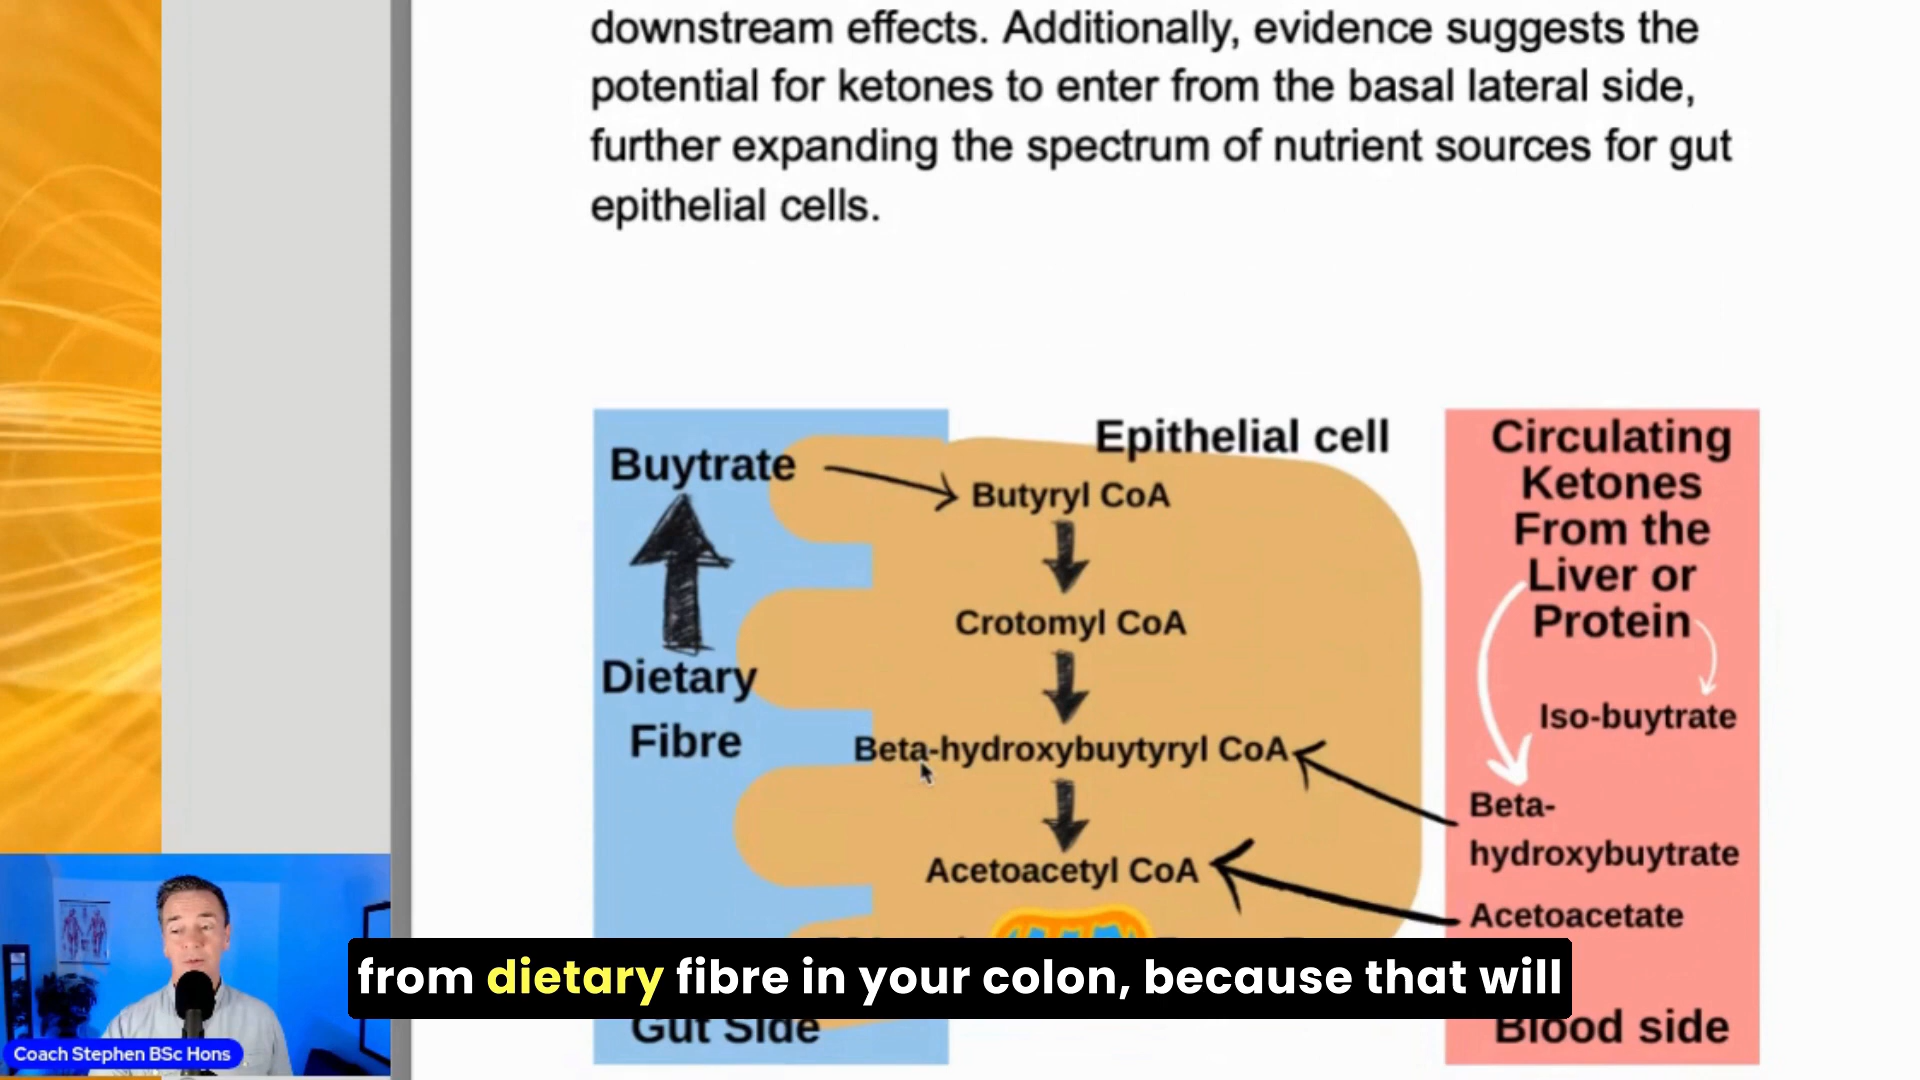 downstream effects. Additionally, evidence suggests the
potential for ketones to enter from the basal lateral side,
further expanding the spectrum of nutrient sources for gut
epithelial cells.
Buytrate
Dietary
Fibre
Gut Side
Epithelial cell
Butyryl CoA
Crotomyl CoA
Beta-hydroxybuytyryl CoA
Acetoacetyl CoA
Circulating
Ketones
From the
Liver or
Protein
Iso-buytrate
Beta-
hydroxybuytrate
Acetoacetate
Blood side
from dietary fibre in your colon, because that will
Coach Stephen BSc Hons